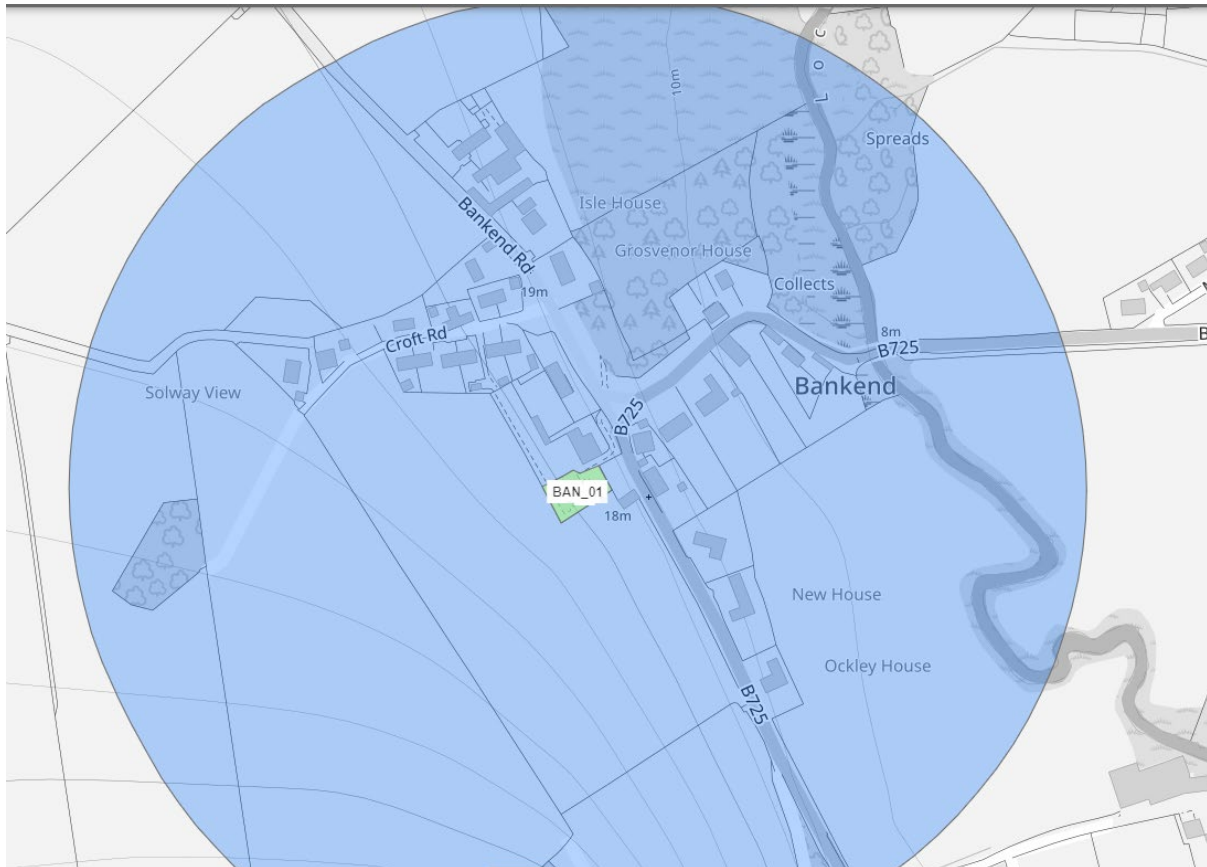 Loc
10m
Spreads
Isle House
Bankend Rd
Grosvenor House
Collects
19m
Croft Rd
8m
B725
B
Bankend
Solway View
B725
BAN_01
18m
New House
Ockley House
B725